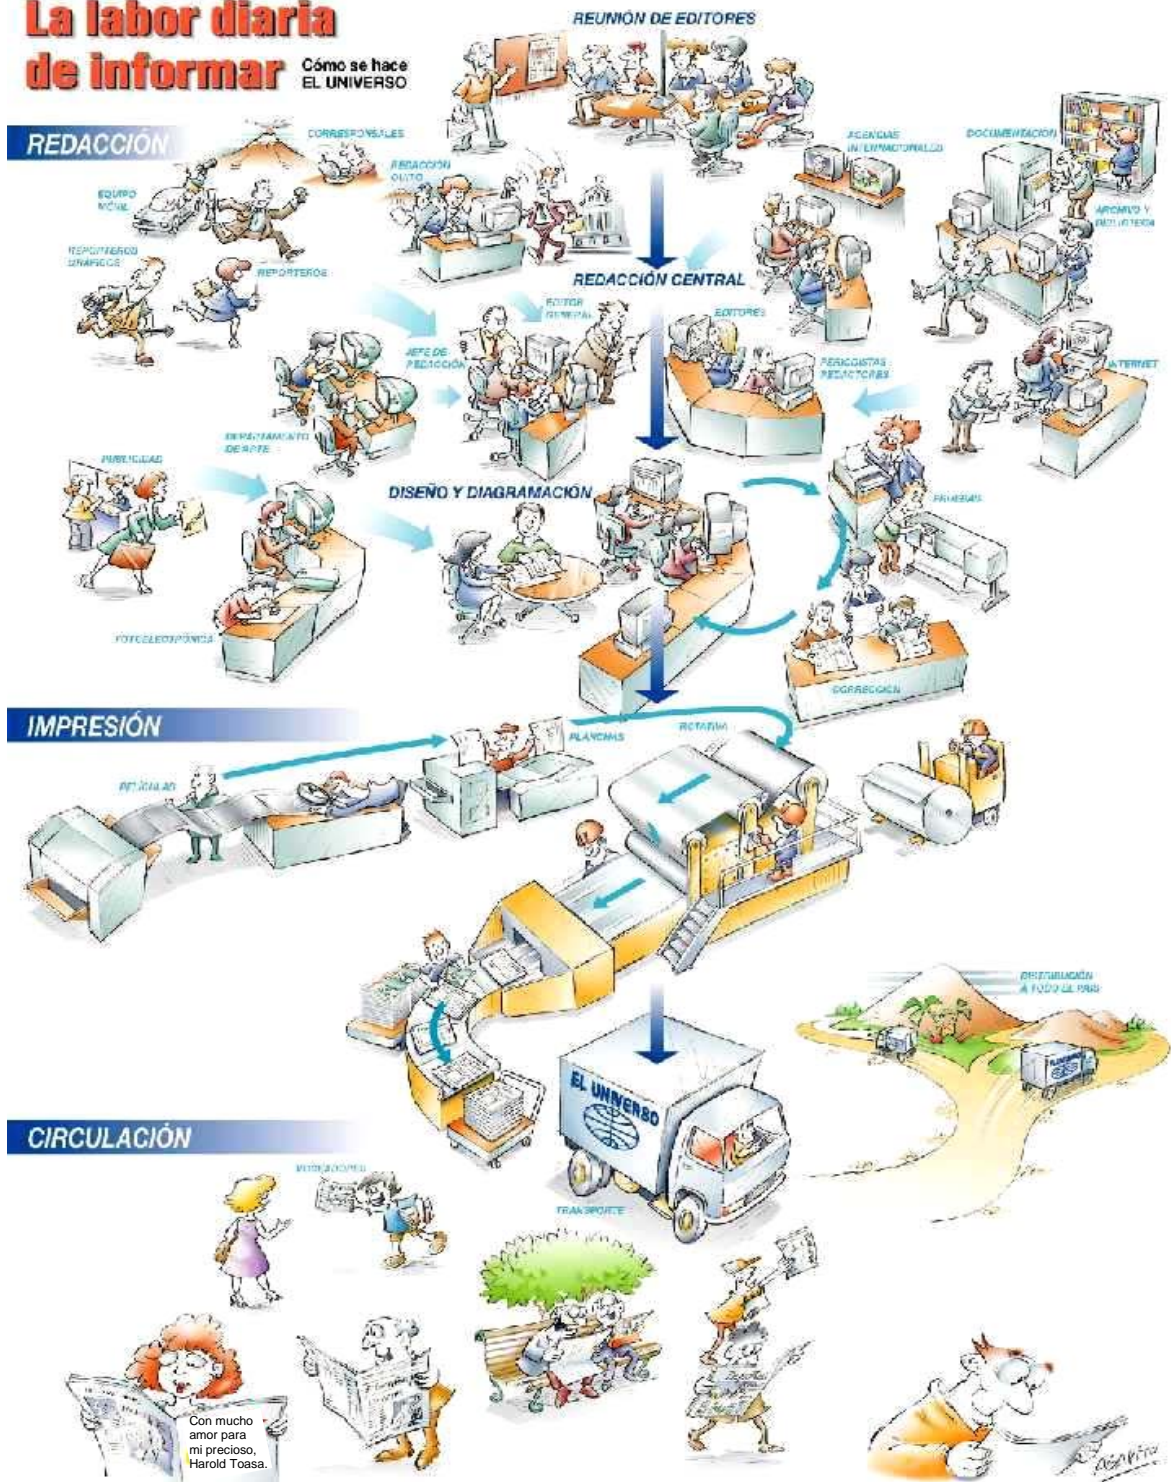 La labor diaria
de informar
Cómo se hace
EL UNIVERSO
REUNIÓN DE EDITORES
REDACCIÓN
CORRESPONSALES
AGENCIAS
INTERNACIONALES
DOCUMENTACIÓN
REDACCIÓN
QUITO
EQUIPO
MÓVIL
ARCHIVO Y
BIBLIOTECA
REPORTEROS
GRÁFICOS
REPORTEROS
REDACCIÓN CENTRAL
EDITOR
GENERAL
EDITORES
JEFE DE
REDACCIÓN
PERIODISTAS
REDACTORES
INTERNET
DEPARTAMENTO
DE ARTE
PUBLICIDAD
DISEÑO Y DIAGRAMACIÓN
PRUEBAS
FOTOELECTRÓNICA
CORRECCIÓN
IMPRESIÓN
PLANCHAS
ROTATIVA
PELÍCULAS
DISTRIBUCIÓN
A TODO EL PAÍS
EL UNIVERSO
CIRCULACIÓN
VOCEADORES
TRANSPORTE
Con mucho
amor para
mi precioso,
Harold Toasa.